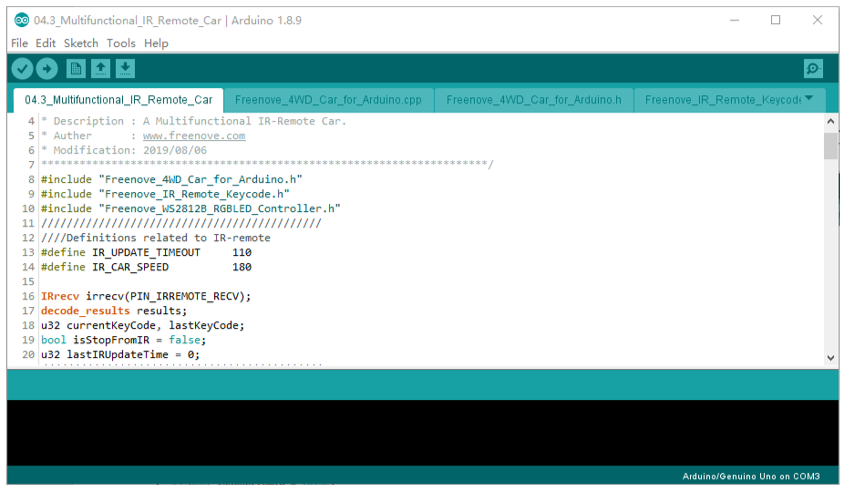 04.3_Multifunctional_IR_Remote_Car | Arduino 1.8.9
File Edit Sketch Tools Help
04.3_Multifunctional_IR_Remote_Car Freenove_4WD_Car_for_Arduino.cpp Freenove_4WD_Car_for_Arduino.h Freenove_IR_Remote_Keycode
4 * Description : A Multifunctional IR-Remote Car.
5 * Auther : www.freenove.com
6 * Modification: 2019/08/06
7 **********************************************************************/
8 #include "Freenove_4WD_Car_for_Arduino.h"
9 #include "Freenove_IR_Remote_Keycode.h"
10 #include "Freenove_WS2812B_RGBLED_Controller.h"
11 ////////////////////////////////////////////
12 ////Definitions related to IR-remote
13 #define IR_UPDATE_TIMEOUT 110
14 #define IR_CAR_SPEED 180
15
16 IRrecv irrecv(PIN_IRREMOTE_RECV);
17 decode_results results;
18 u32 currentKeyCode, lastKeyCode;
19 bool isStopFromIR = false;
20 u32 lastIRUpdateTime = 0;
Arduino/Genuino Uno on COM3